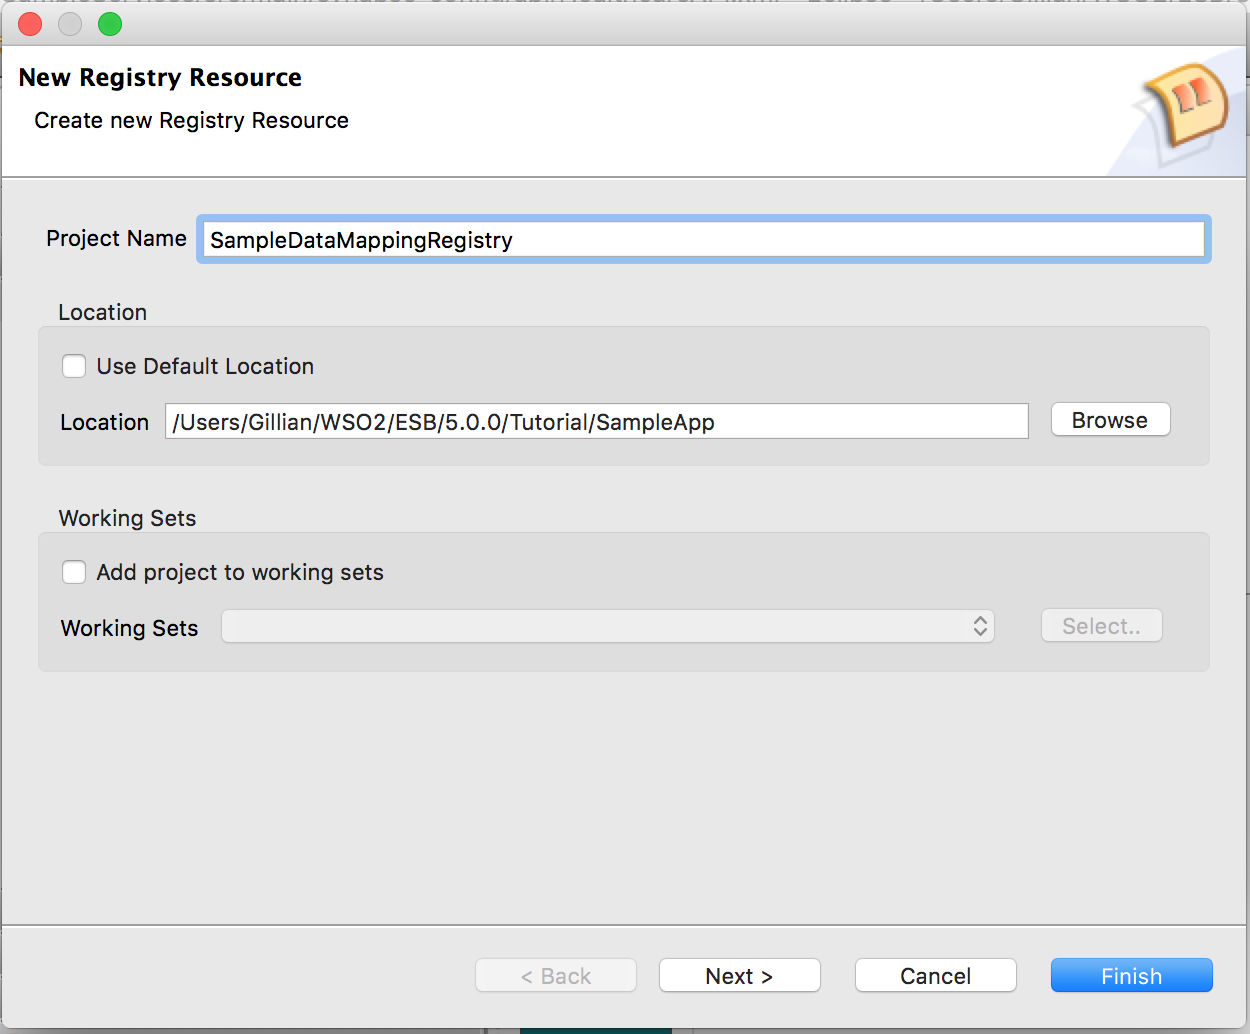 New Registry Resource
Create new Registry Resource
Project Name SampleDataMappingRegistry
Location
Use Default Location
Location /Users/Gillian/WSO2/ESB/5.0.0/Tutorial/SampleApp Browse
Working Sets
Add project to working sets
Working Sets Select..
< Back Next > Cancel Finish